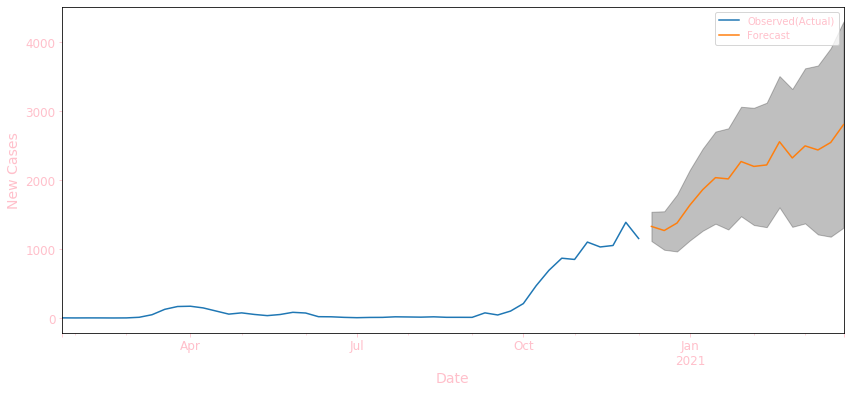 Observed(Actual)
Forecast
New Cases
4000
3000
2000
1000
0
Apr
Jul
Oct
Jan
2021
Date